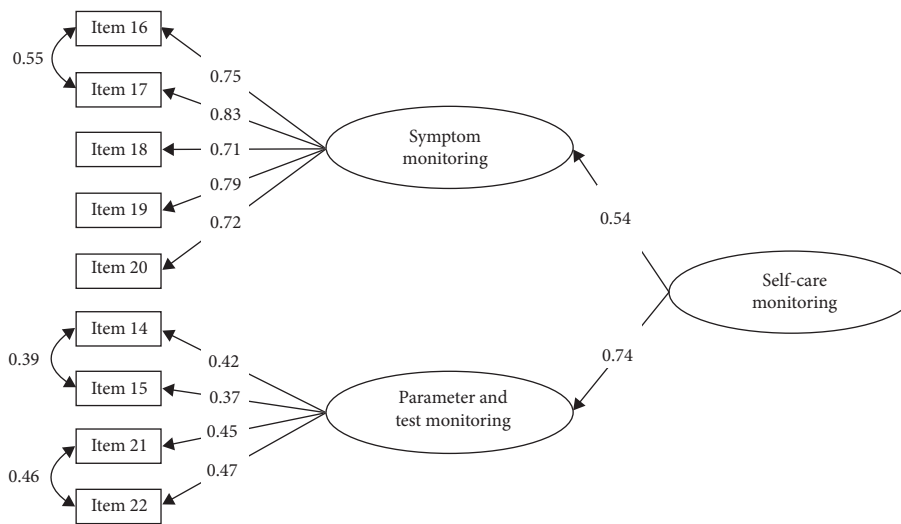 Item 16
0.55
0.75
Item 17
0.83
Symptom
monitoring
Item 18
0.71
0.79
Item 19
0.72
0.54
Item 20
Self-care
monitoring
Item 14
0.39
0.42
0.74
Item 15
0.37
Parameter and
test monitoring
Item 21
0.45
0.46
0.47
Item 22